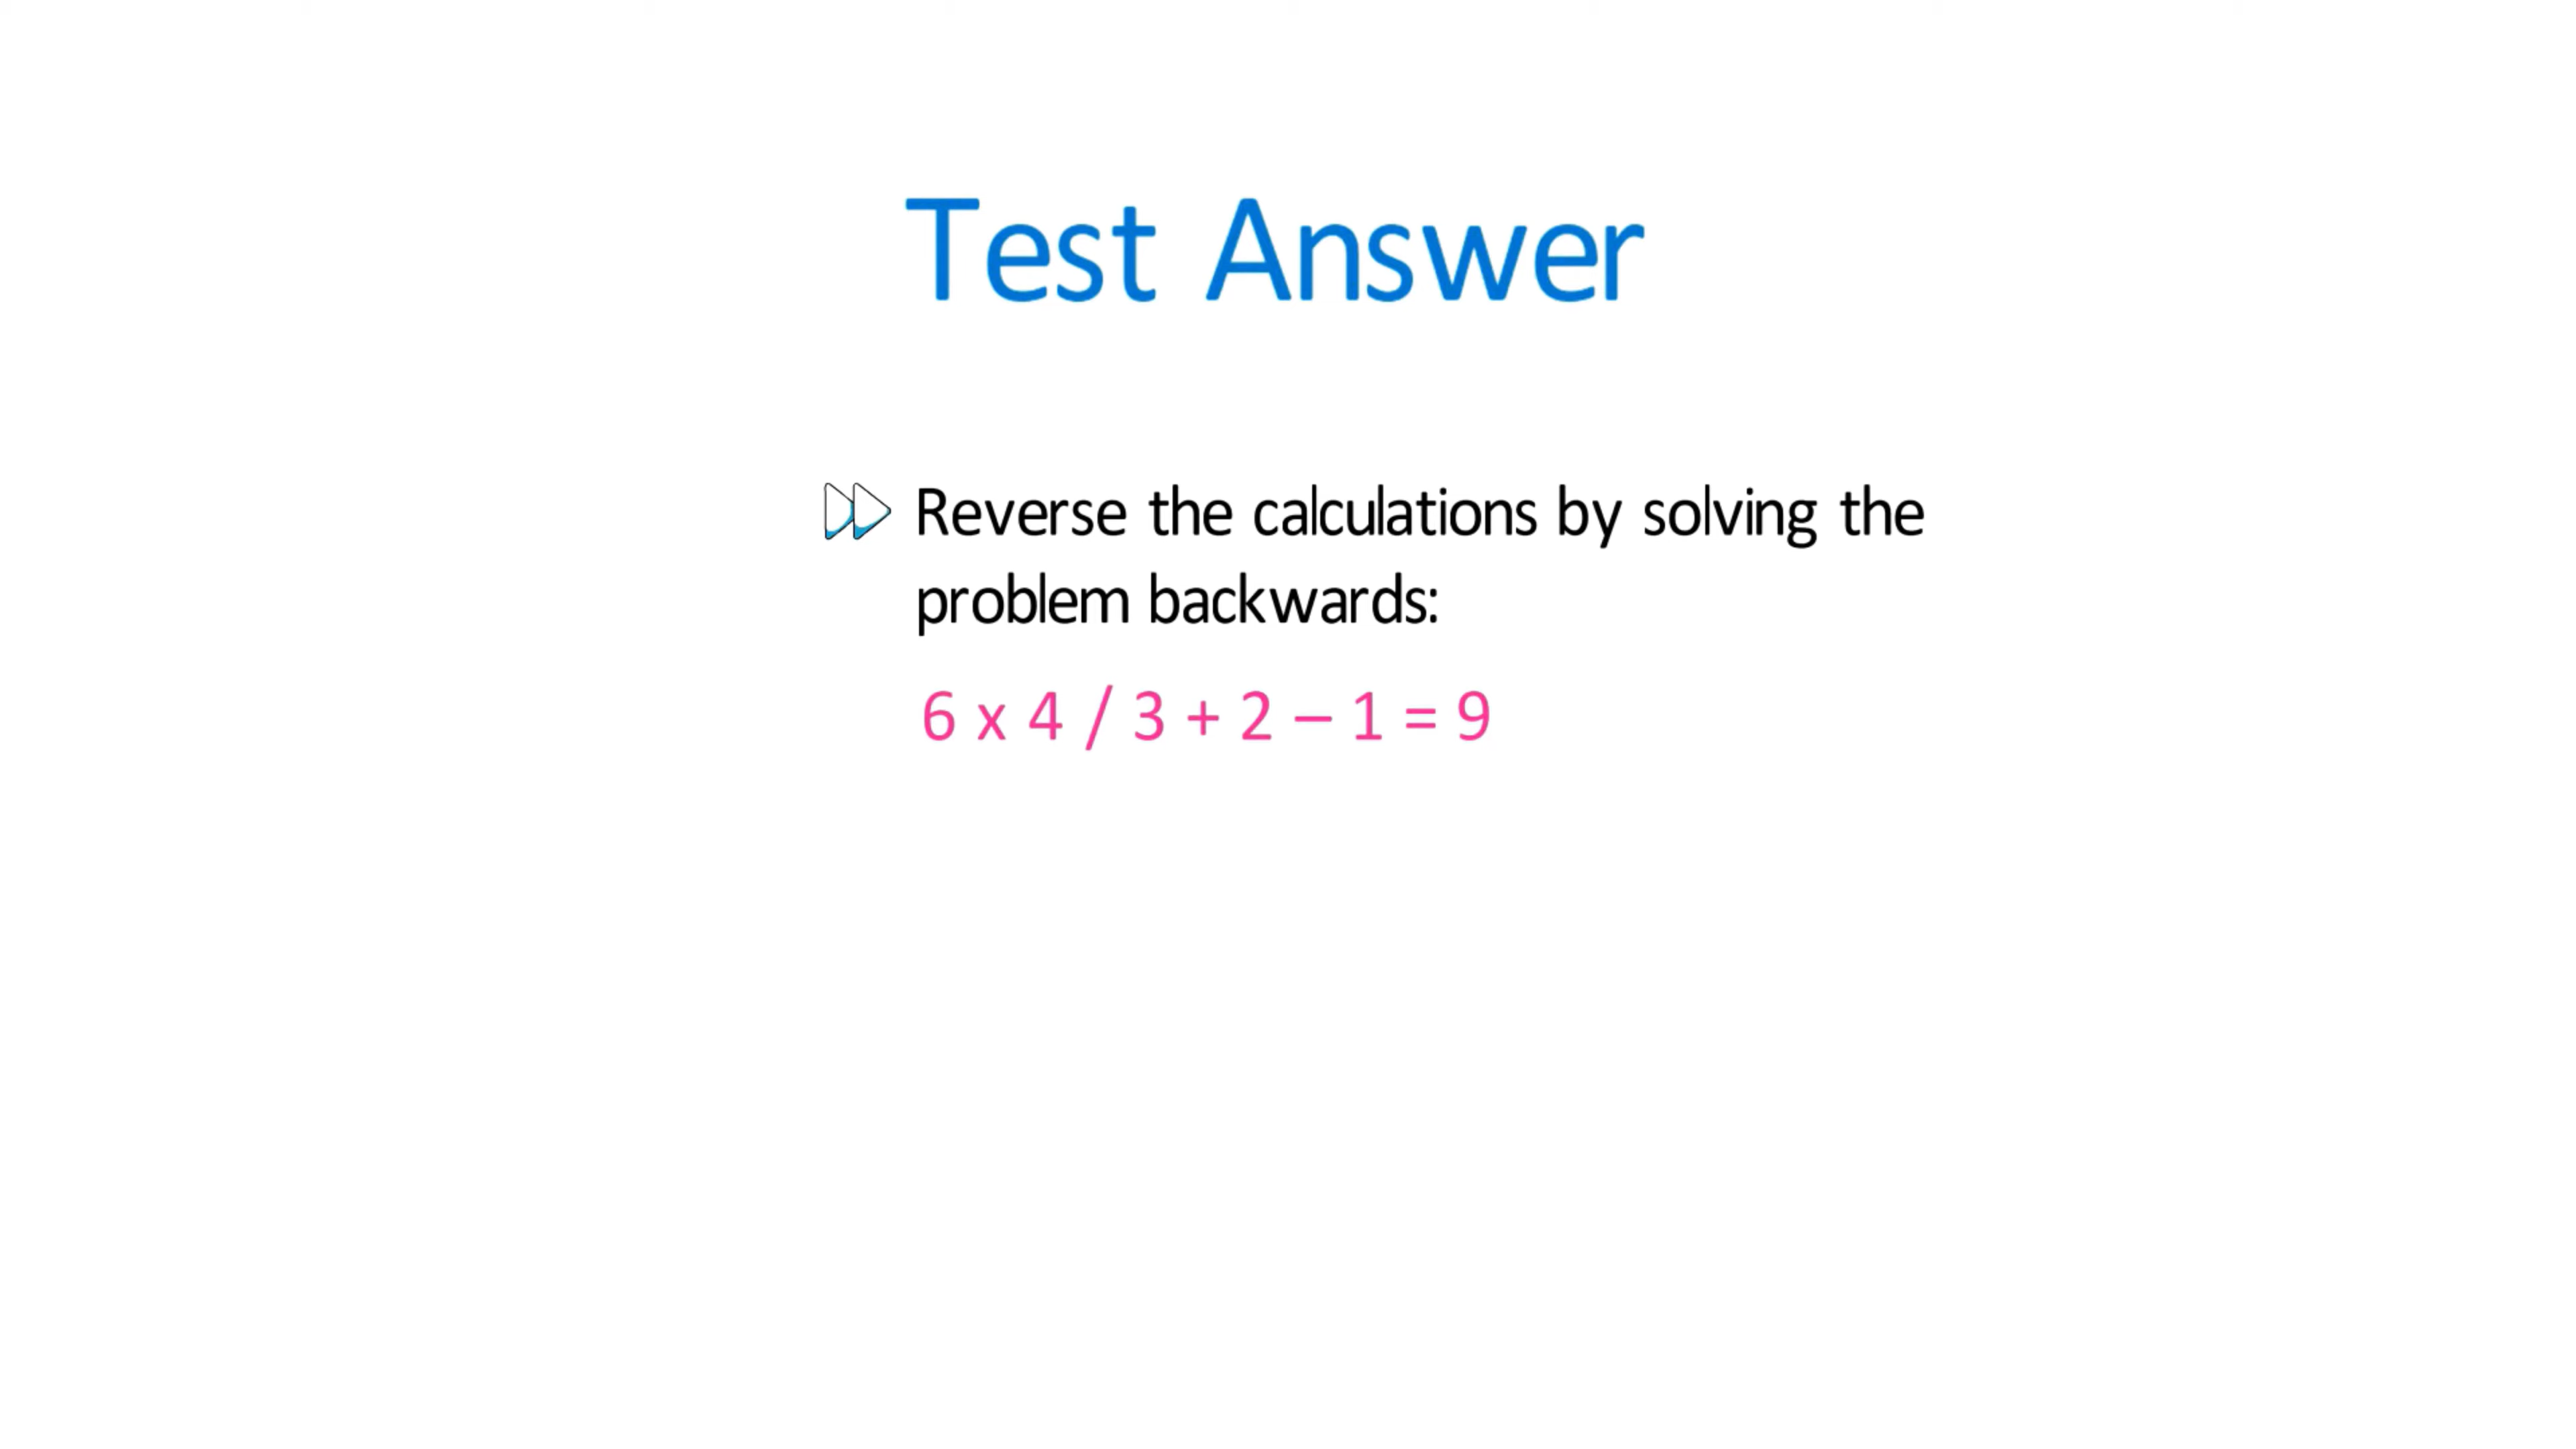 Test Answer
Reverse the calculations by solving the
problem backwards:
6 x 4 / 3 + 2 – 1 = 9